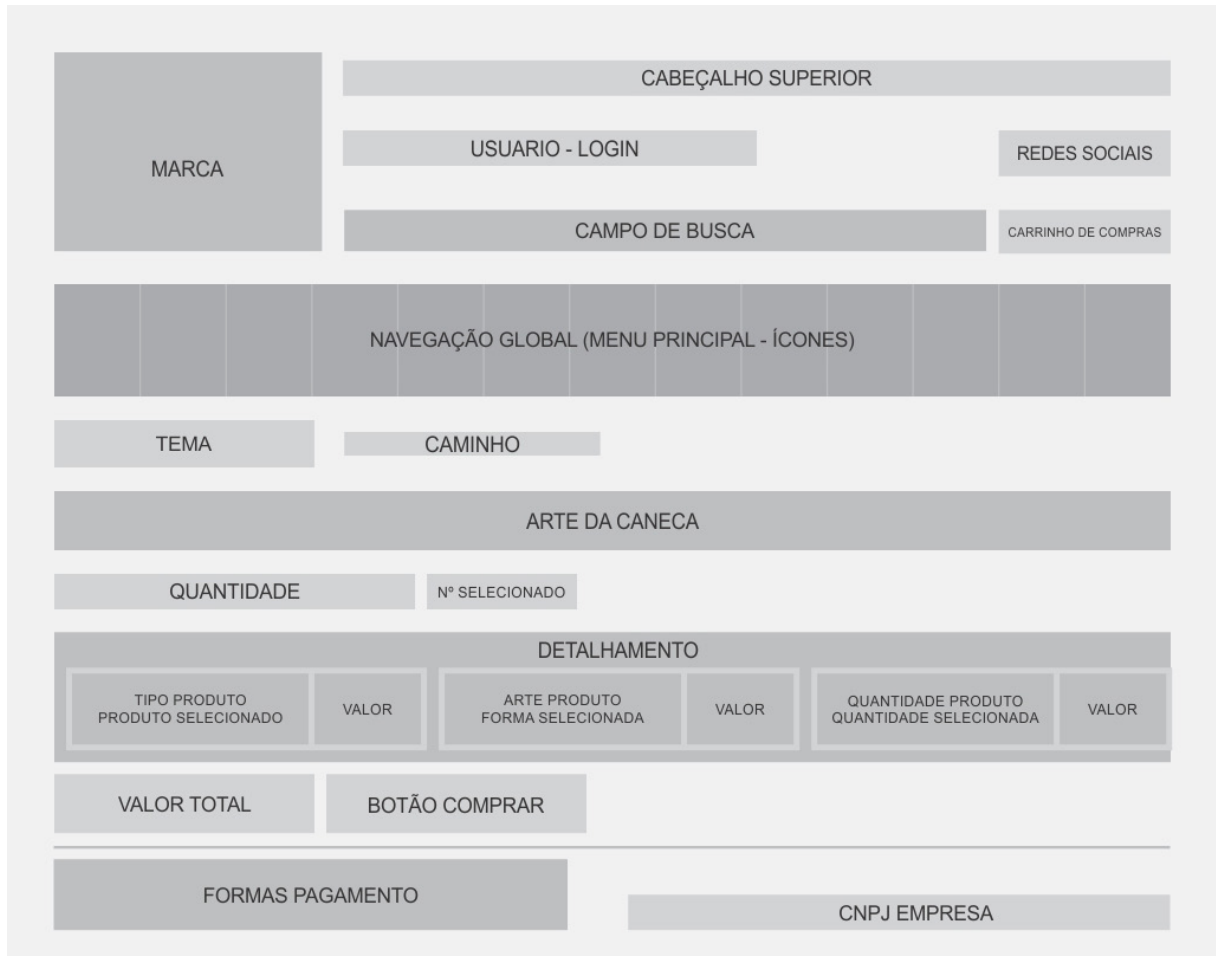 MARCA
CABEÇALHO SUPERIOR
USUARIO - LOGIN
REDES SOCIAIS
CAMPO DE BUSCA
CARRINHO DE COMPRAS
NAVEGAÇÃO GLOBAL (MENU PRINCIPAL - ÍCONES)
TEMA
CAMINHO
ARTE DA CANECA
QUANTIDADE
Nº SELECIONADO
DETALHAMENTO
TIPO PRODUTO
PRODUTO SELECIONADO
VALOR
ARTE PRODUTO
FORMA SELECIONADA
VALOR
QUANTIDADE PRODUTO
QUANTIDADE SELECIONADA
VALOR
VALOR TOTAL
BOTÃO COMPRAR
FORMAS PAGAMENTO
CNPJ EMPRESA